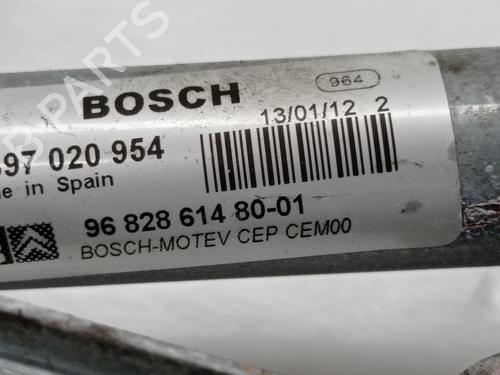 BOSCH
964
13/01/12 2
97 020 954
in Spain
96 828 614 80-01
BOSCH-MOTEV CEP CEM00